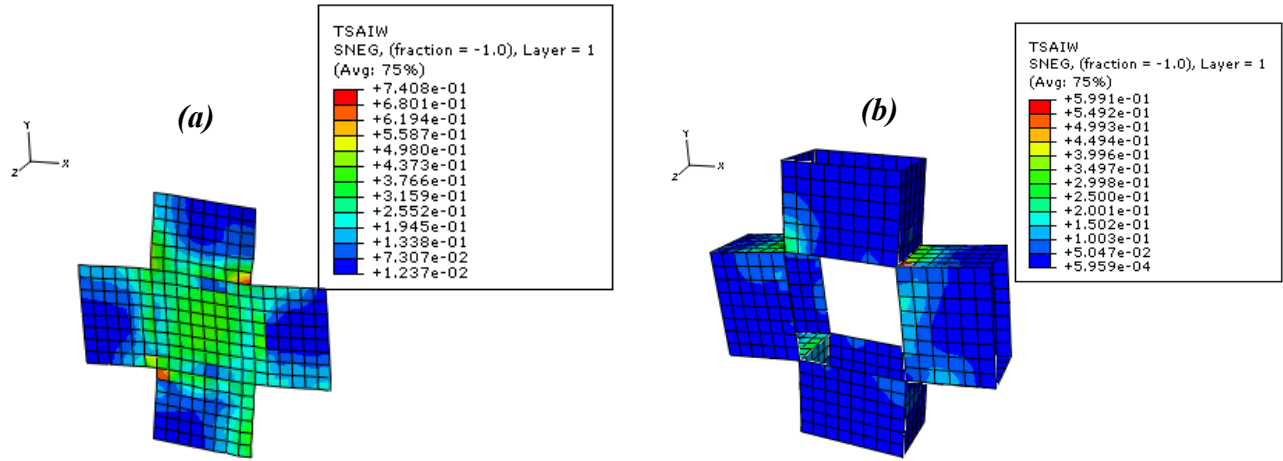 TSAIW
SNEG, (fraction = -1.0), Layer = 1
(Avg: 75%)
+7.408e-01
+6.801e-01
+6.194e-01
+5.587e-01
+4.980e-01
+4.373e-01
+3.766e-01
+3.159e-01
+2.552e-01
+1.945e-01
+1.338e-01
+7.307e-02
+1.237e-02
(a)
Y
X
Z
TSAIW
SNEG, (fraction = -1.0), Layer = 1
(Avg: 75%)
+5.991e-01
+5.492e-01
+4.993e-01
+4.494e-01
+3.996e-01
+3.497e-01
+2.998e-01
+2.500e-01
+2.001e-01
+1.502e-01
+1.003e-01
+5.047e-02
+5.959e-04
(b)
Y
X
Z